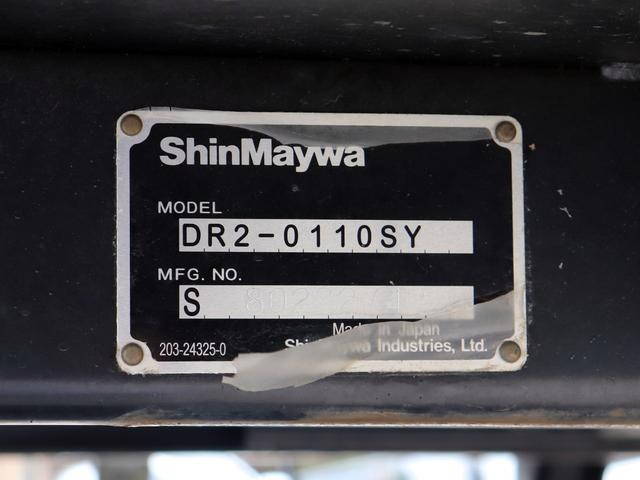 ShinMaywa
MODEL
DR2-0110SY
MFG. NO.
S
Made in Japan
203-24325-0 ShinMaywa Industries, Ltd.